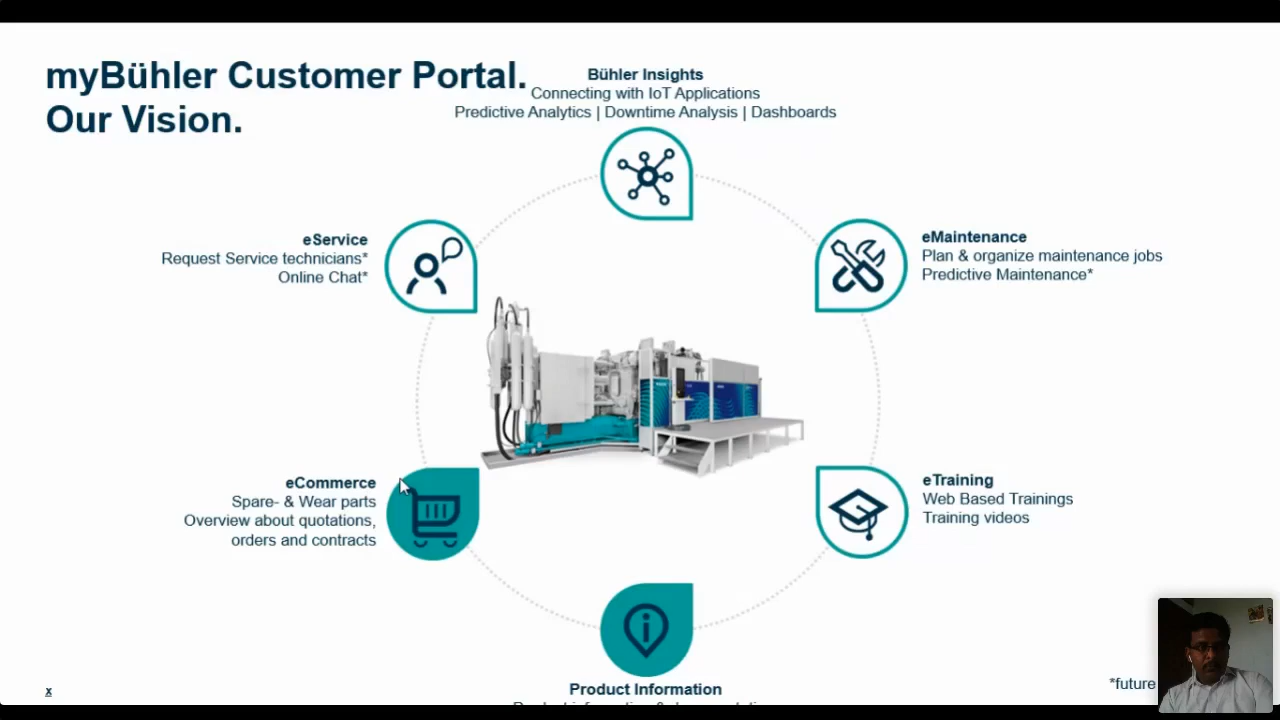 myBühler Customer Portal.
Our Vision.
Bühler Insights
Connecting with IoT Applications
Predictive Analytics | Downtime Analysis | Dashboards
eService
Request Service technicians*
Online Chat*
eMaintenance
Plan & organize maintenance jobs
Predictive Maintenance*
eCommerce
Spare- & Wear parts
Overview about quotations,
orders and contracts
eTraining
Web Based Trainings
Training videos
Product Information
*future
x